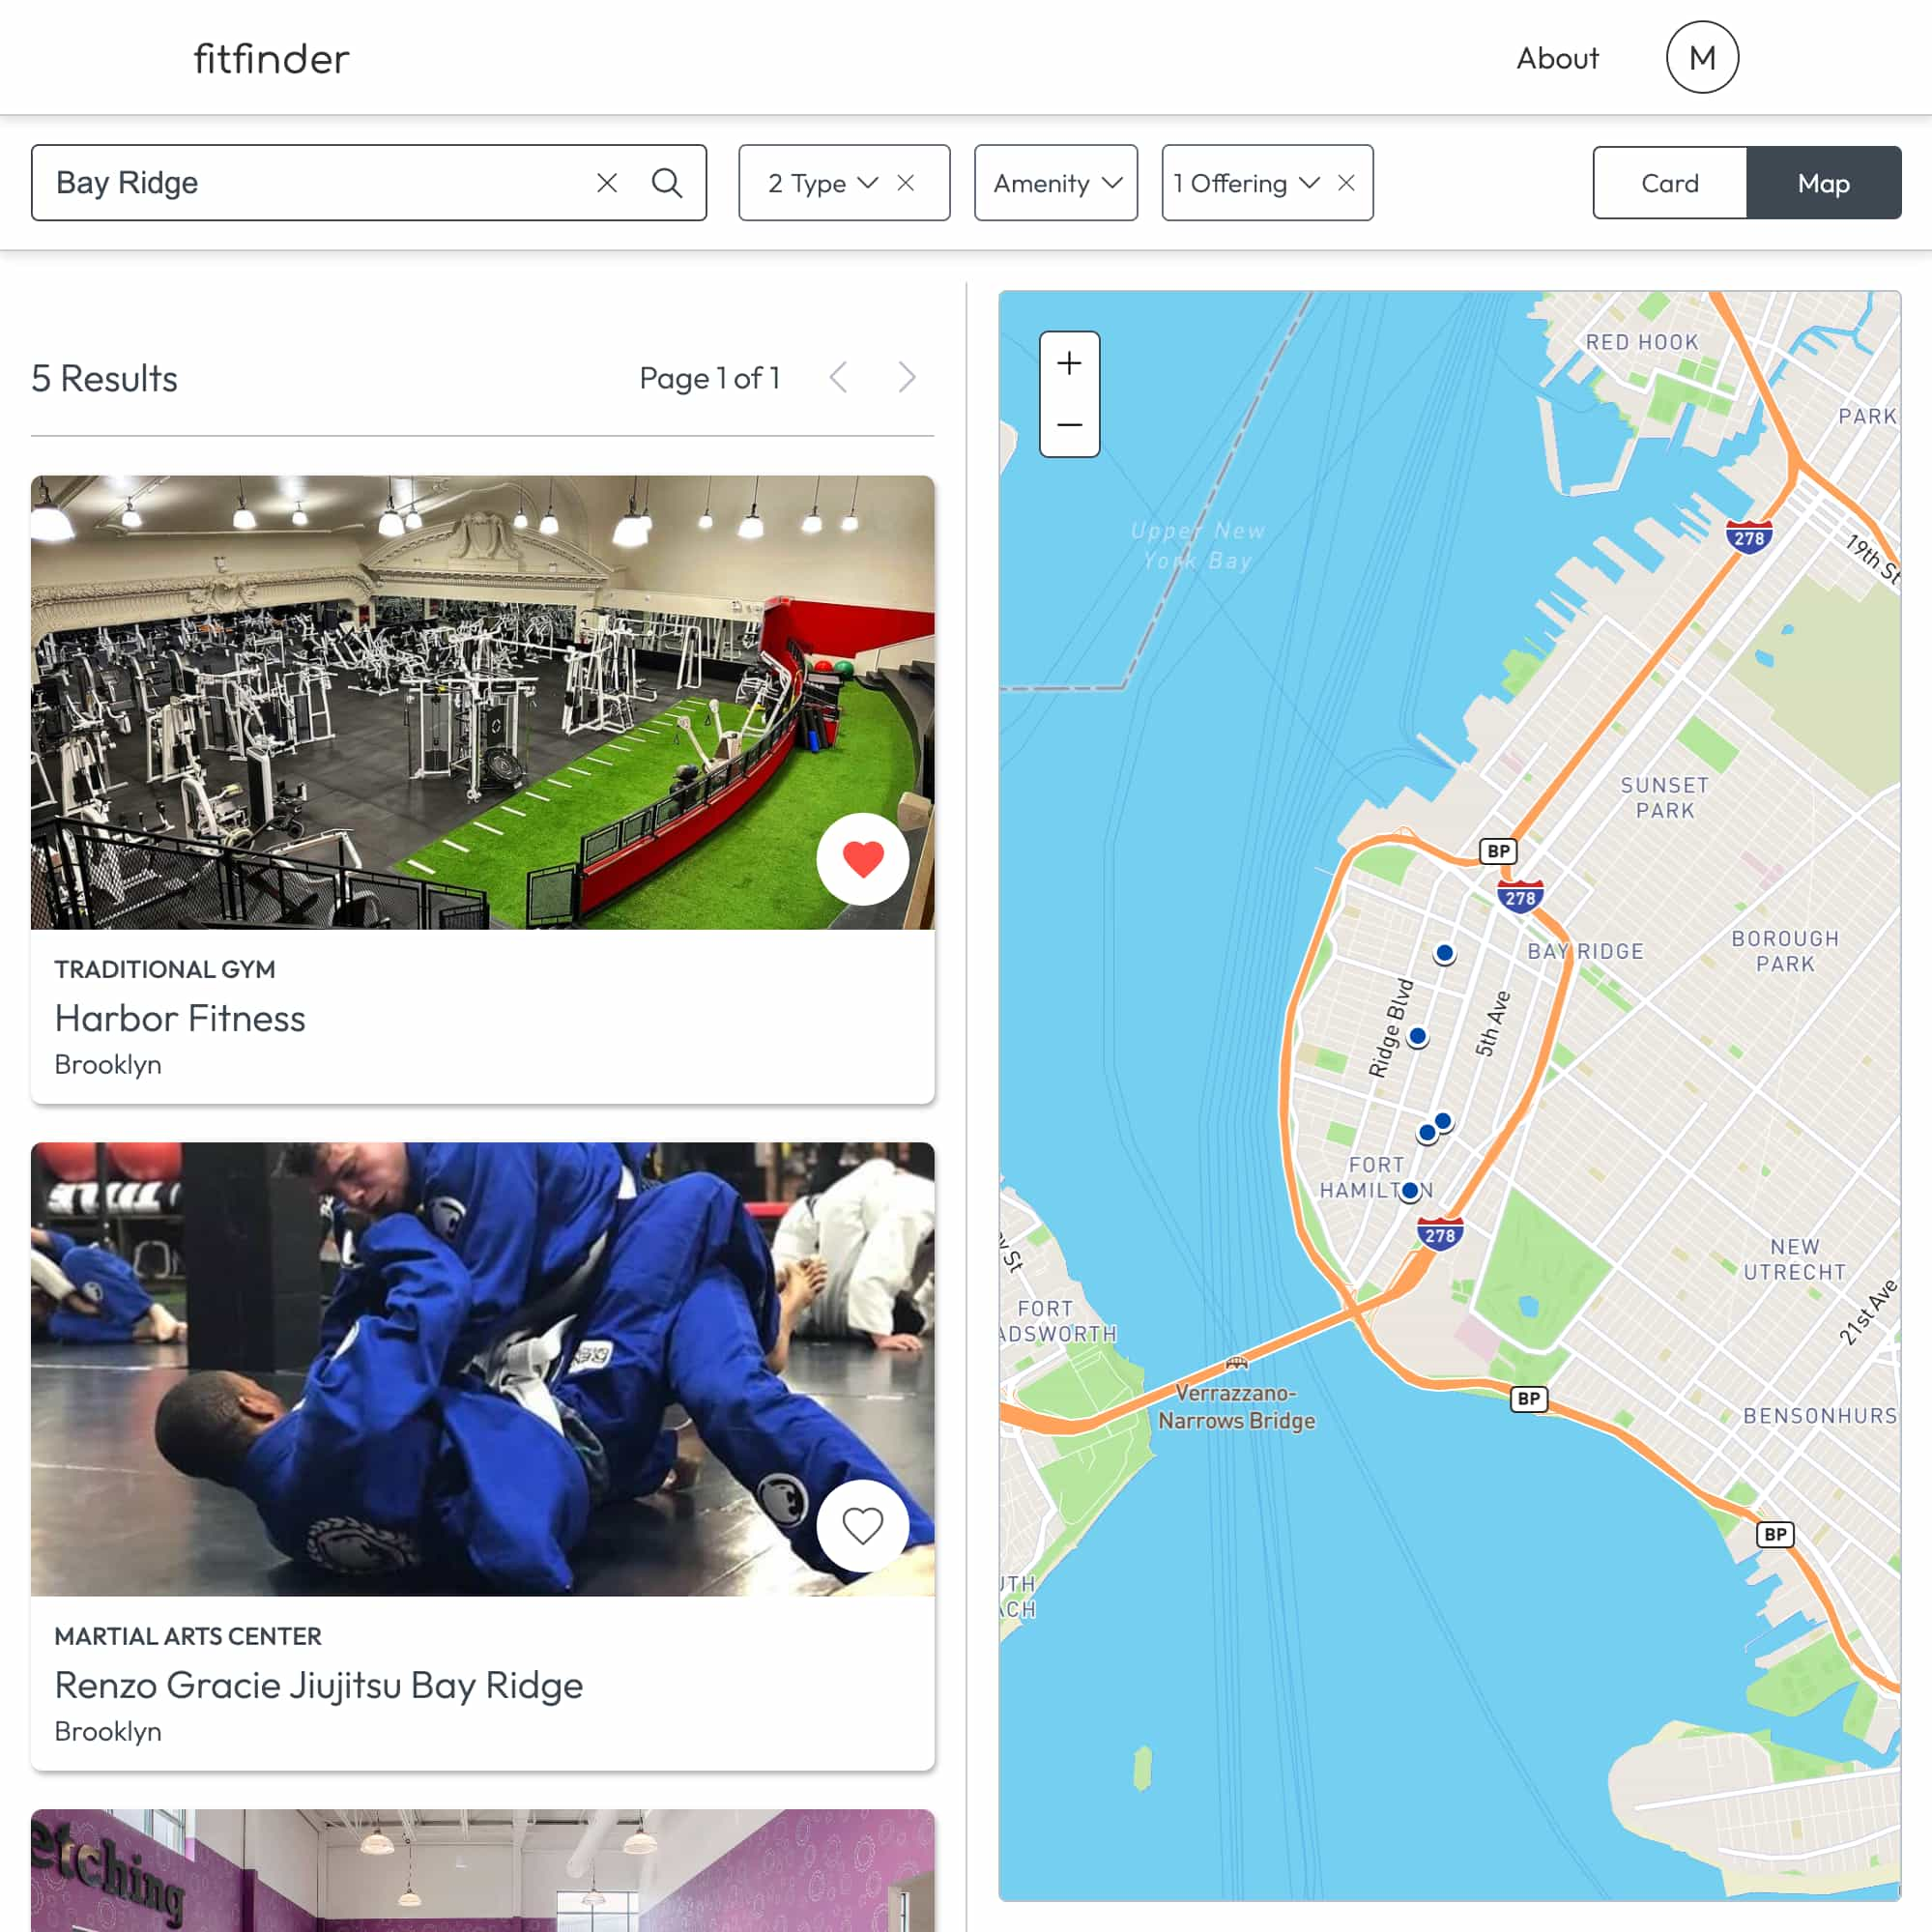 fitfinder
About
M
Bay Ridge
2 Type
Amenity
1 Offering
Card
Map
5 Results
Page 1 of 1
TRADITIONAL GYM
Harbor Fitness
Brooklyn
MARTIAL ARTS CENTER
Renzo Gracie Jiujitsu Bay Ridge
Brooklyn
etching
+
−
RED HOOK
PARK
Upper New
York Bay
278
19th St
SUNSET
PARK
BP
278
BAY RIDGE
BOROUGH
PARK
Ridge Blvd
5th Ave
FORT
HAMILTON
278
NEW
UTRECHT
21st Ave
y St
FORT
ADSWORTH
Verrazzano-
Narrows Bridge
BP
BENSONHURS
BP
UTH
ACH